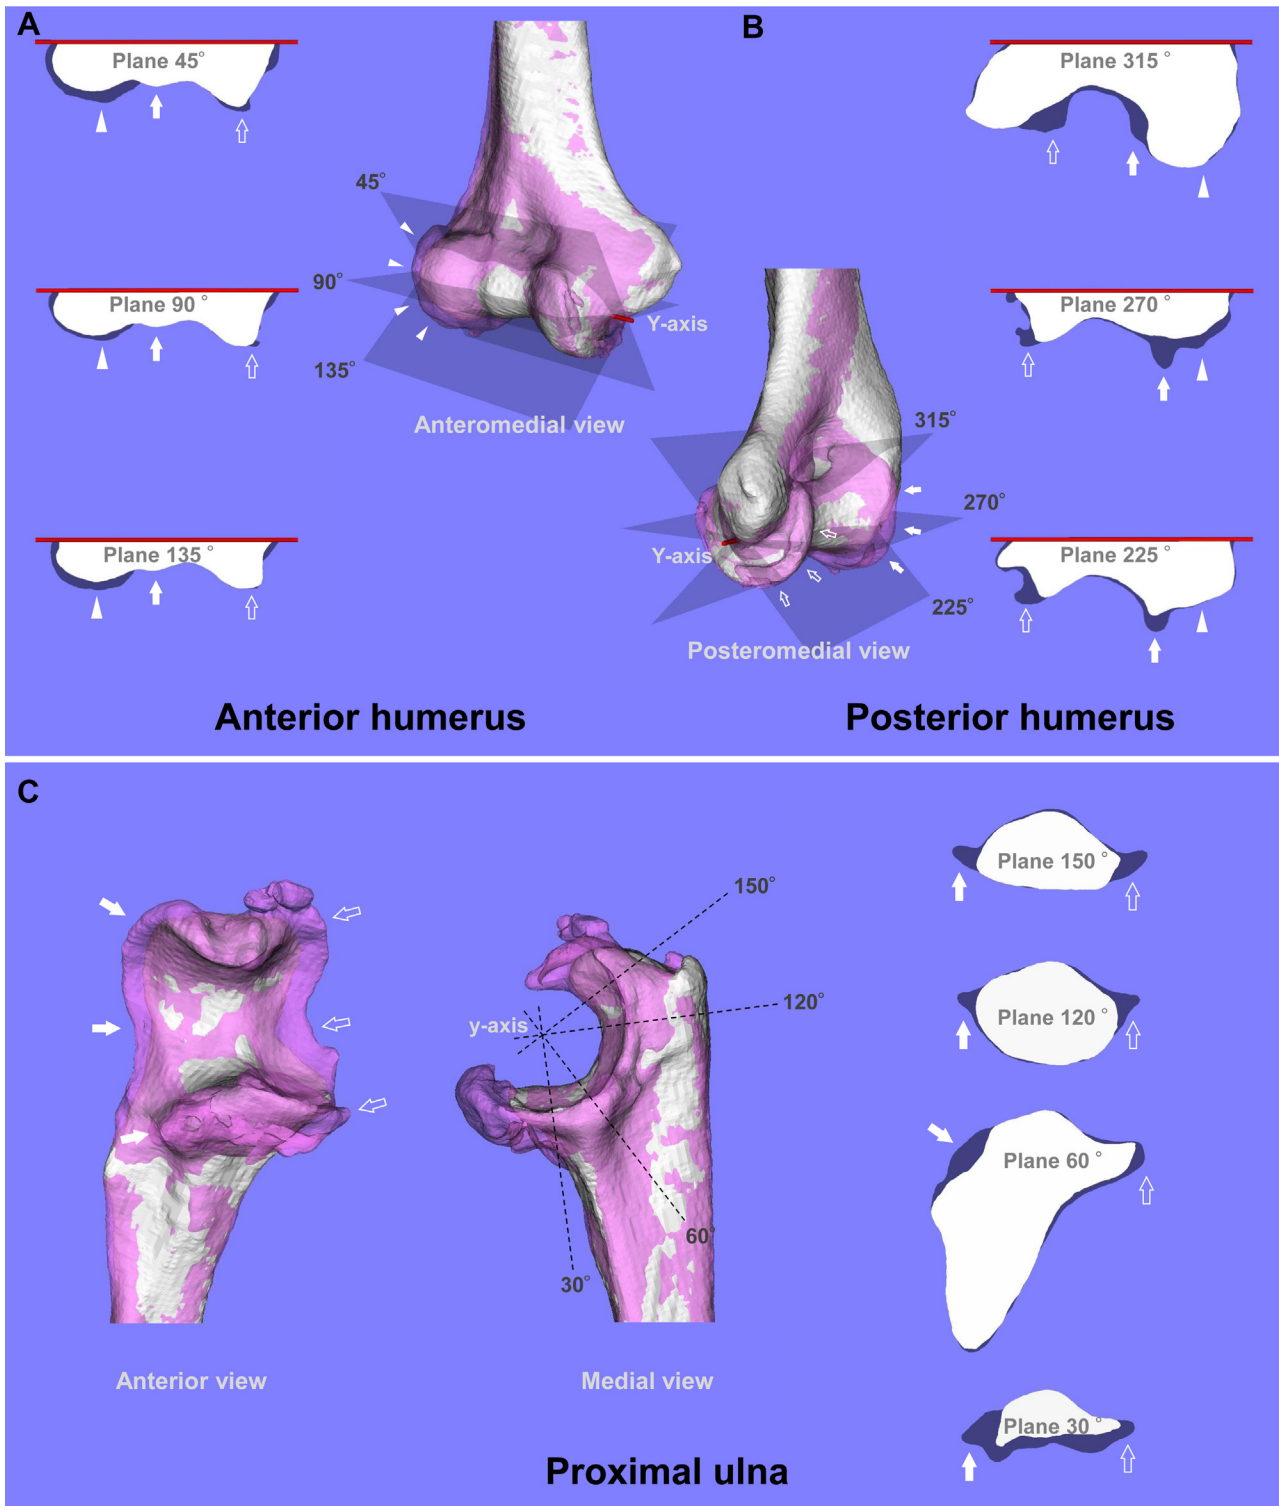 A
Plane 45°
45°
Plane 90 °
90°
Y-axis
135°
Anteromedial view
Plane 135 °
Anterior humerus
B
Plane 315 °
Plane 270 °
315°
270°
Y-axis
Plane 225 °
225°
Posteromedial view
Posterior humerus
C
150°
120°
y-axis
60°
30°
Plane 150 °
Plane 120 °
Plane 60 °
Plane 30 °
Anterior view
Medial view
Proximal ulna